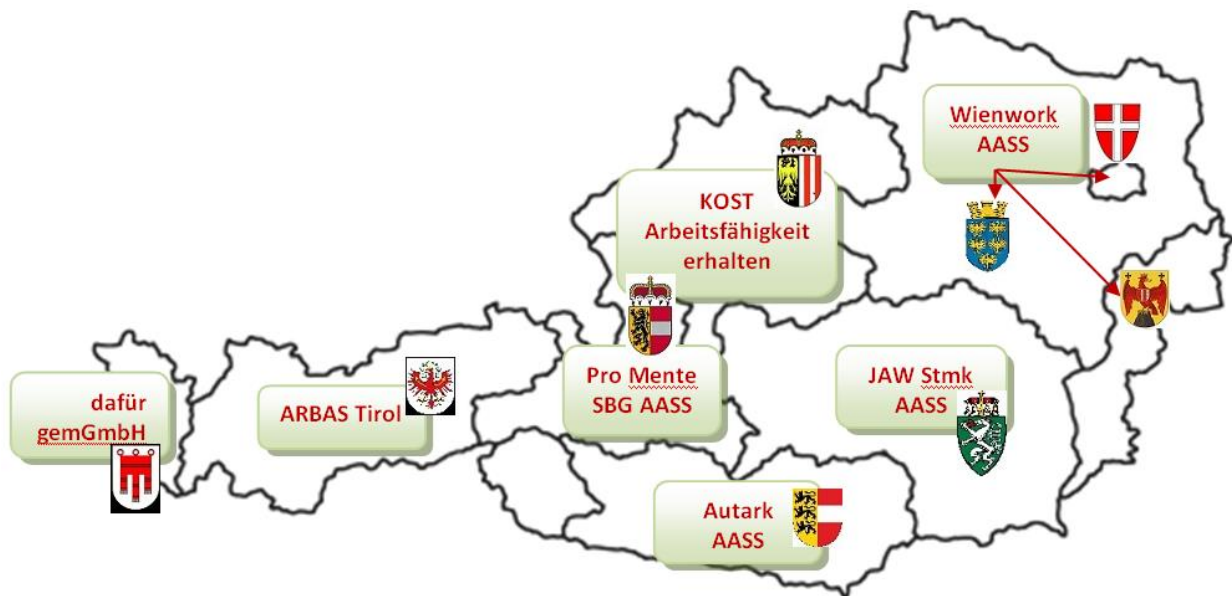 Wienwork
AASS
KOST
Arbeitsfähigkeit
erhalten
dafür
gemGmbH
ARBAS Tirol
Pro Mente
SBG AASS
JAW Stmk
AASS
Autark
AASS